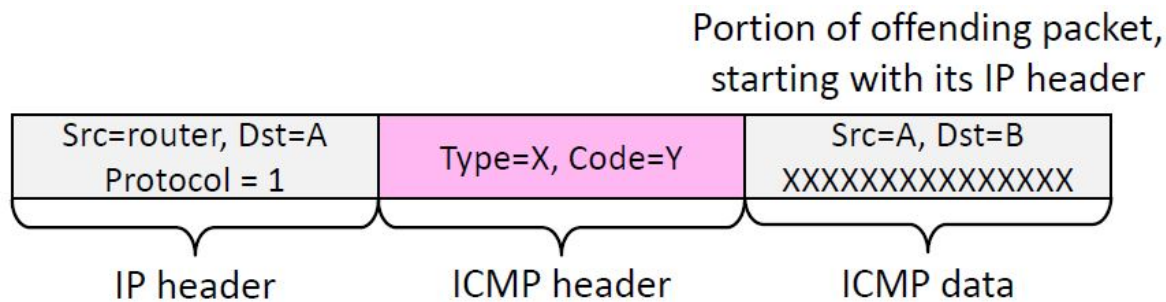 Portion of offending packet,
starting with its IP header
Src=router, Dst=A
Protocol = 1
Type=X, Code=Y
Src=A, Dst=B
XXXXXXXXXXXXXXX
IP header
ICMP header
ICMP data